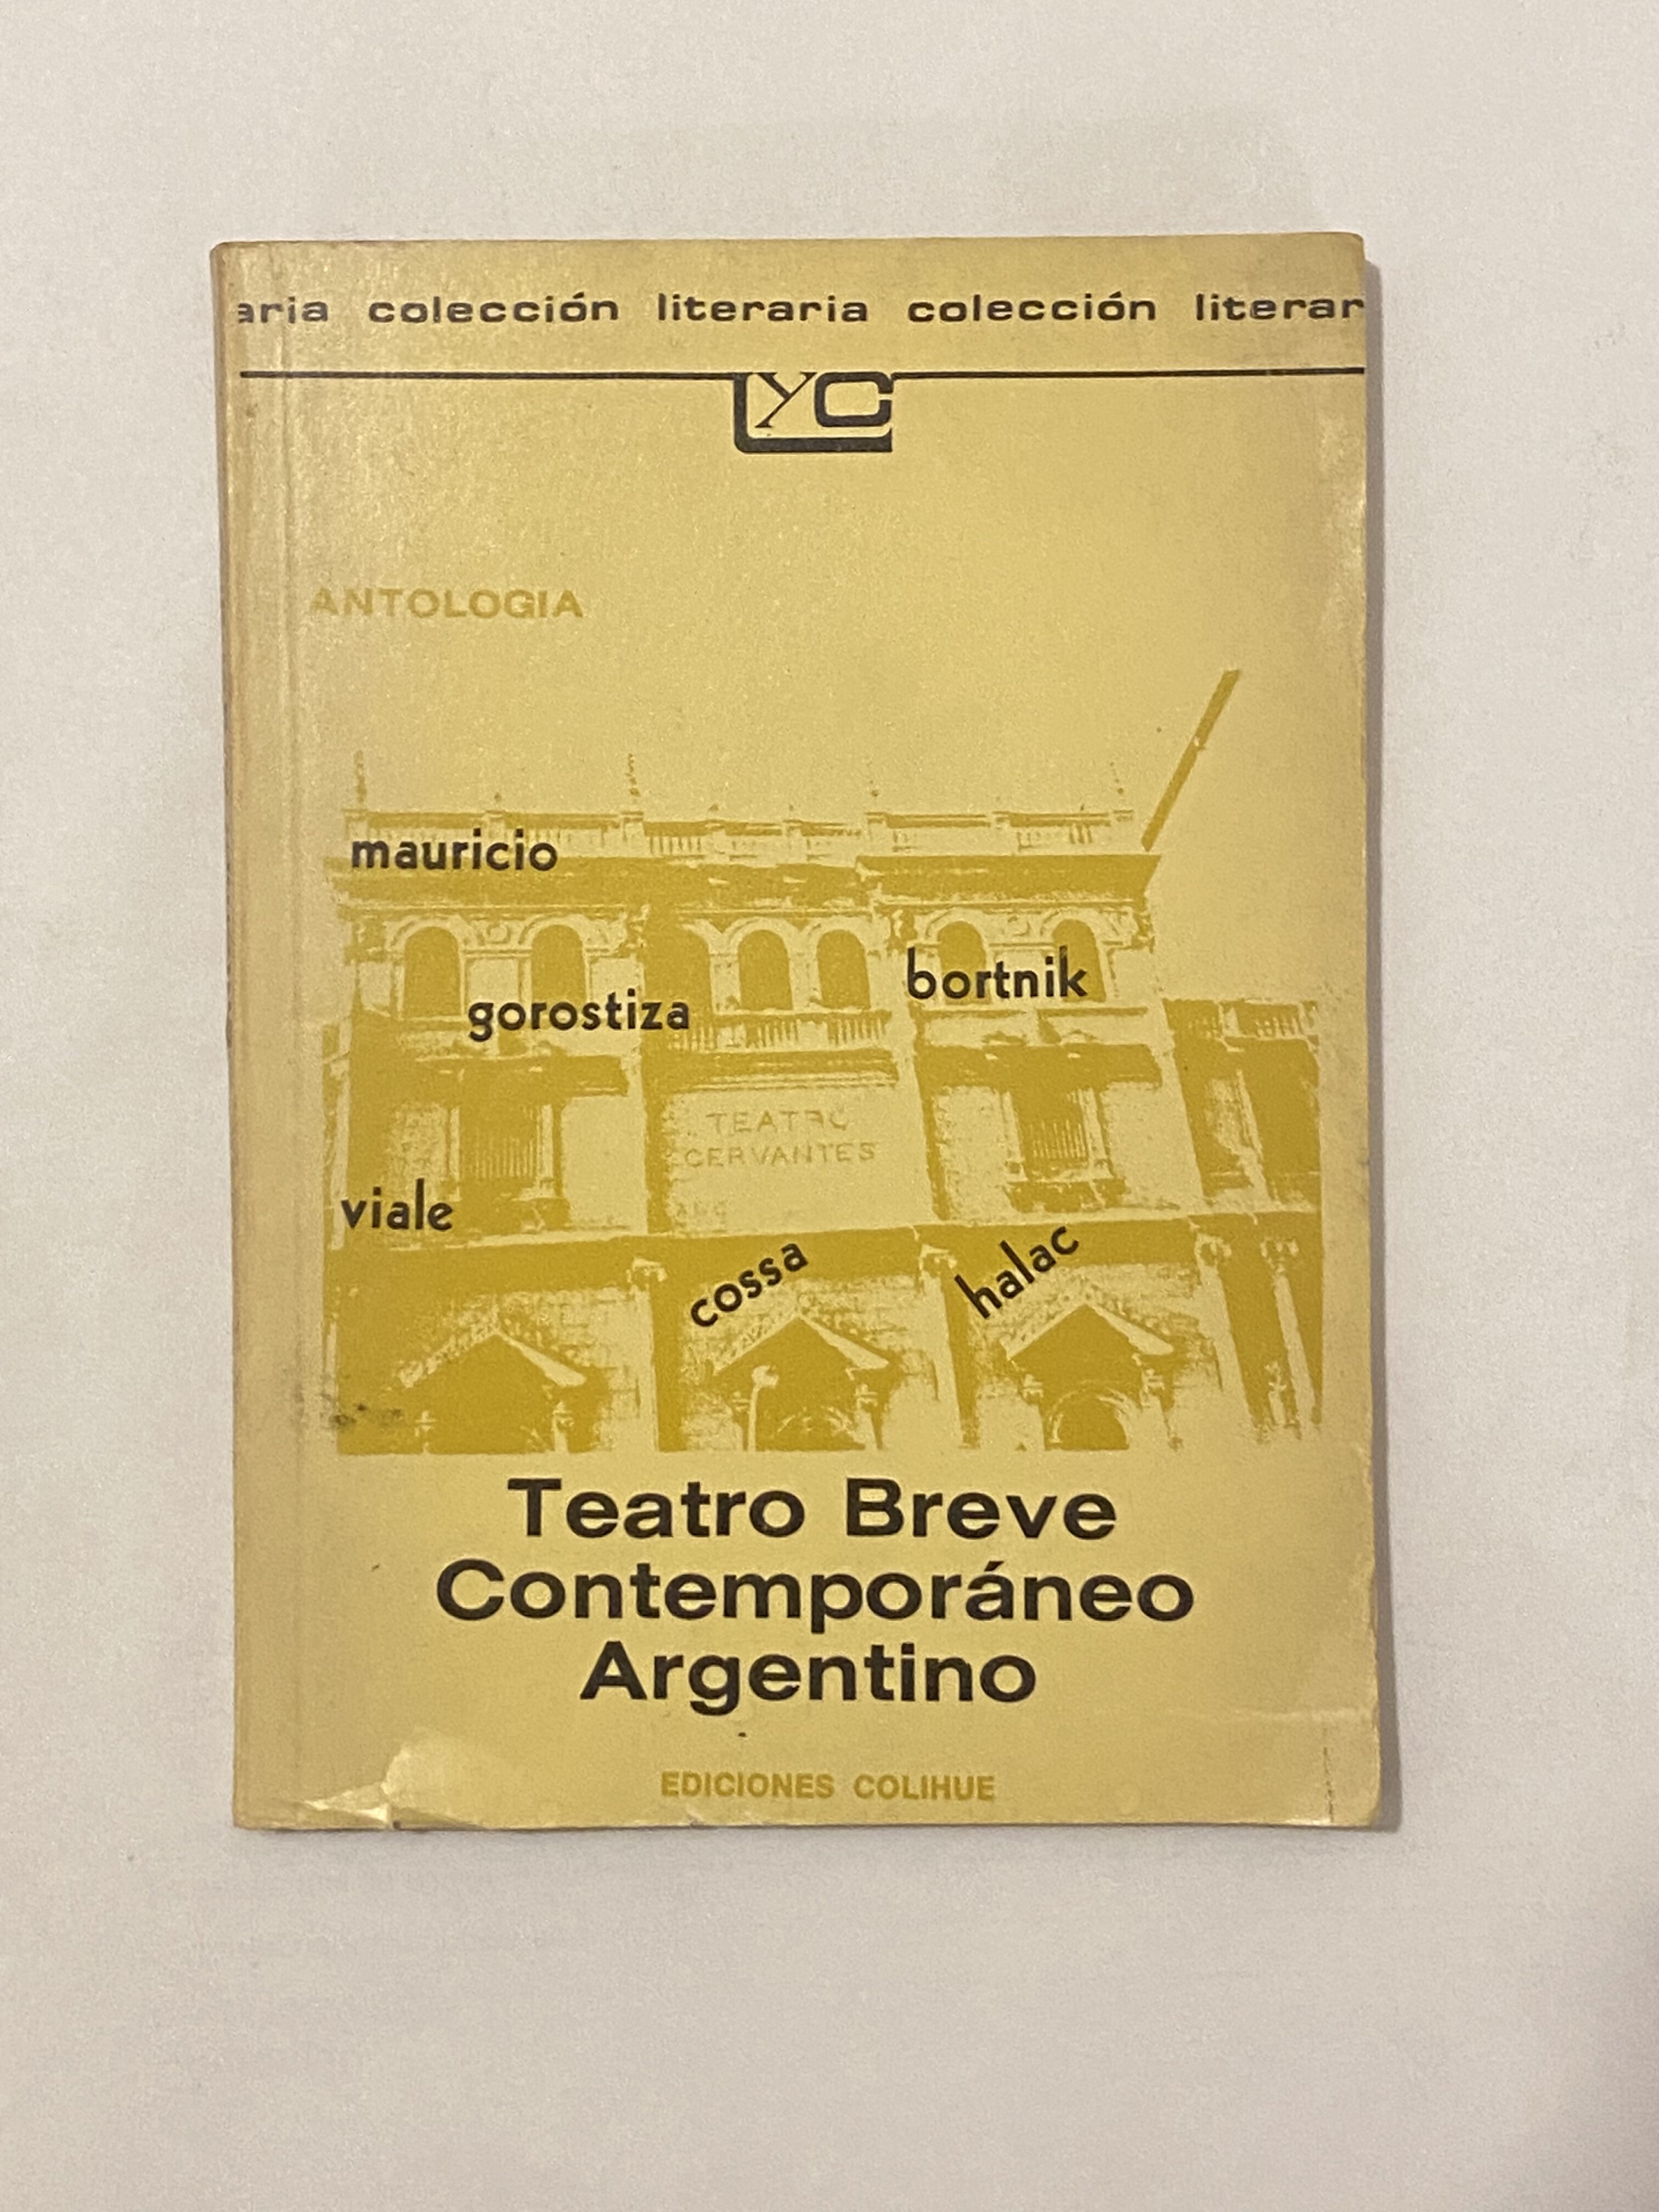 aria colección literaria colección literar
LyC
ANTOLOGIA
mauricio
gorostiza
bortnik
TEATRO
CERVANTES
viale
cossa
halac
Teatro Breve
Contemporáneo
Argentino
EDICIONES COLIHUE